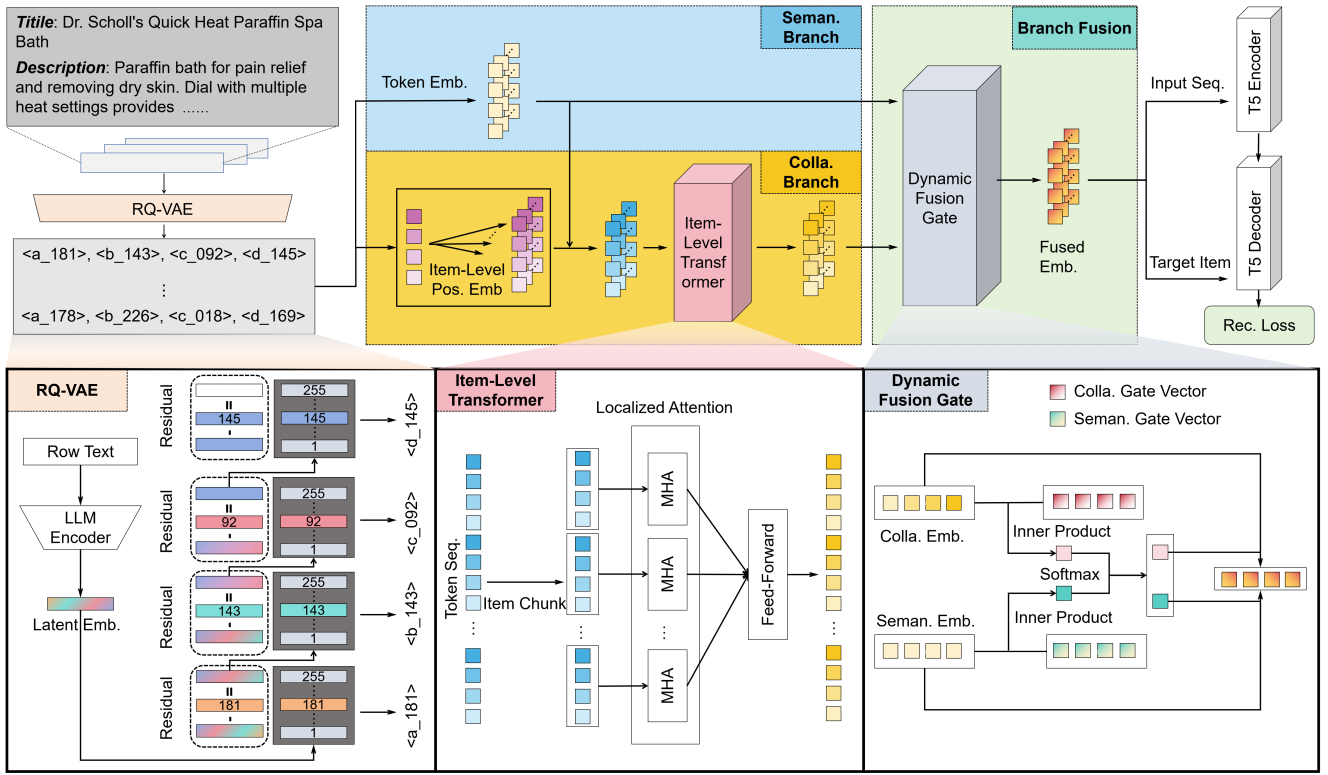 Titile: Dr. Scholl's Quick Heat Paraffin Spa
Bath
Description: Paraffin bath for pain relief
and removing dry skin. Dial with multiple
heat settings provides ......
RQ-VAE
<a_181>, <b_143>, <c_092>, <d_145>
⋮
<a_178>, <b_226>, <c_018>, <d_169>
Seman.
Branch
Token Emb.
Colla.
Branch
Item-Level
Pos. Emb
Item-
Level
Transf
ormer
Branch Fusion
Dynamic
Fusion
Gate
Fused
Emb.
Input Seq.
Target Item
T5 Encoder
T5 Decoder
Rec. Loss
RQ-VAE
Row Text
LLM
Encoder
Latent Emb.
Residual
145
255
145
1
<d_145>
Residual
92
255
92
1
<c_092>
Residual
143
255
143
1
<b_143>
Residual
181
255
181
1
<a_181>
Item-Level
Transformer
Localized Attention
Token Seq.
Item Chunk
MHA
MHA
MHA
Feed-Forward
Dynamic
Fusion Gate
Colla. Gate Vector
Seman. Gate Vector
Colla. Emb.
Inner Product
Softmax
Seman. Emb.
Inner Product